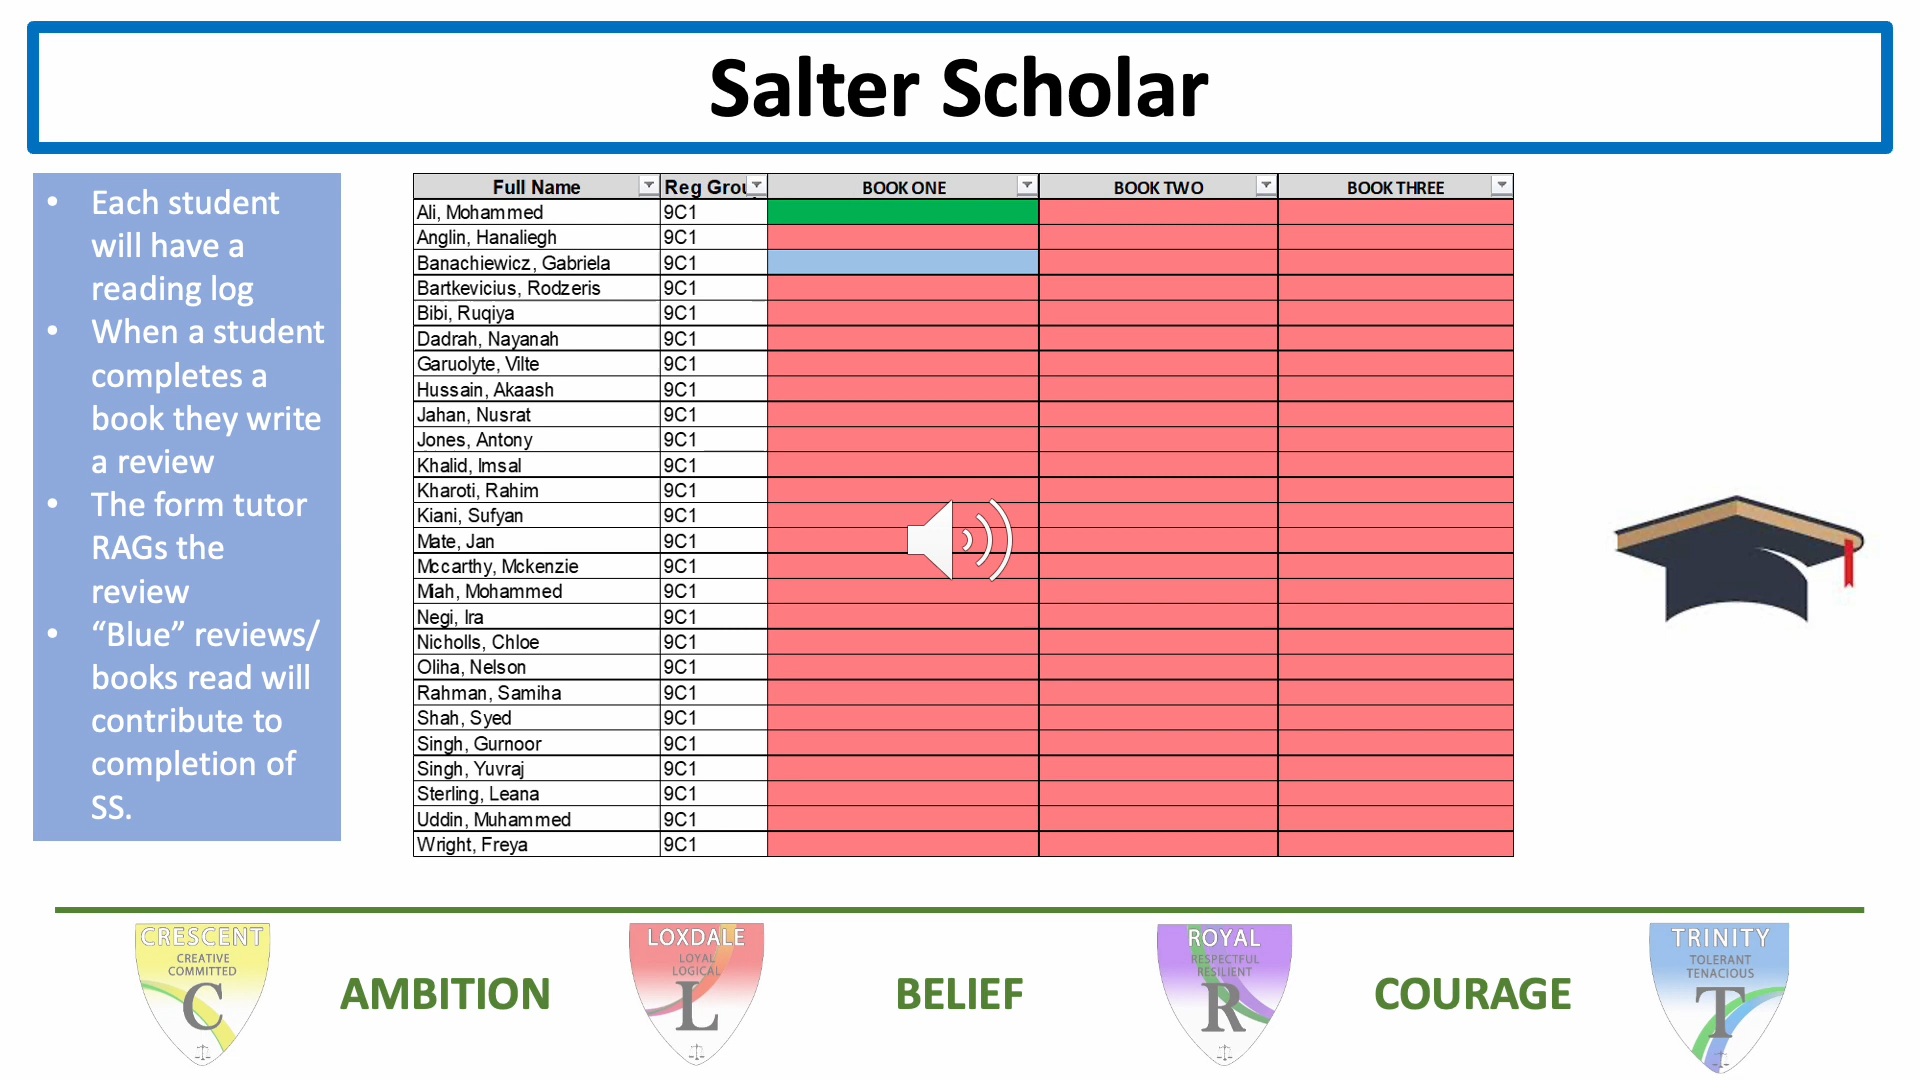 Salter Scholar
• Each student
will have a
reading log
• When a student
completes a
book they write
a review
• The form tutor
RAGs the
review
• “Blue” reviews/
books read will
contribute to
completion of
SS.
Full Name Reg Grou BOOK ONE BOOK TWO BOOK THREE
Ali, Mohammed 9C1
Anglin, Hanaliegh 9C1
Banachiewicz, Gabriela 9C1
Bartkevicius, Rodzeris 9C1
Bibi, Ruqiya 9C1
Dadrah, Nayanah 9C1
Garuolyte, Vilte 9C1
Hussain, Akaash 9C1
Jahan, Nusrat 9C1
Jones, Antony 9C1
Khalid, Imsal 9C1
Kharoti, Rahim 9C1
Kiani, Sufyan 9C1
Mate, Jan 9C1
Mccarthy, Mckenzie 9C1
Miah, Mohammed 9C1
Negi, Ira 9C1
Nicholls, Chloe 9C1
Oliha, Nelson 9C1
Rahman, Samiha 9C1
Shah, Syed 9C1
Singh, Gurnoor 9C1
Singh, Yuvraj 9C1
Sterling, Leana 9C1
Uddin, Muhammed 9C1
Wright, Freya 9C1
CRESCENT
CREATIVE
COMMITTED
C
AMBITION
LOXDALE
LOYAL
LOGICAL
L
BELIEF
ROYAL
RESPECTFUL
RESILIENT
R
COURAGE
TRINITY
TOLERANT
TENACIOUS
T